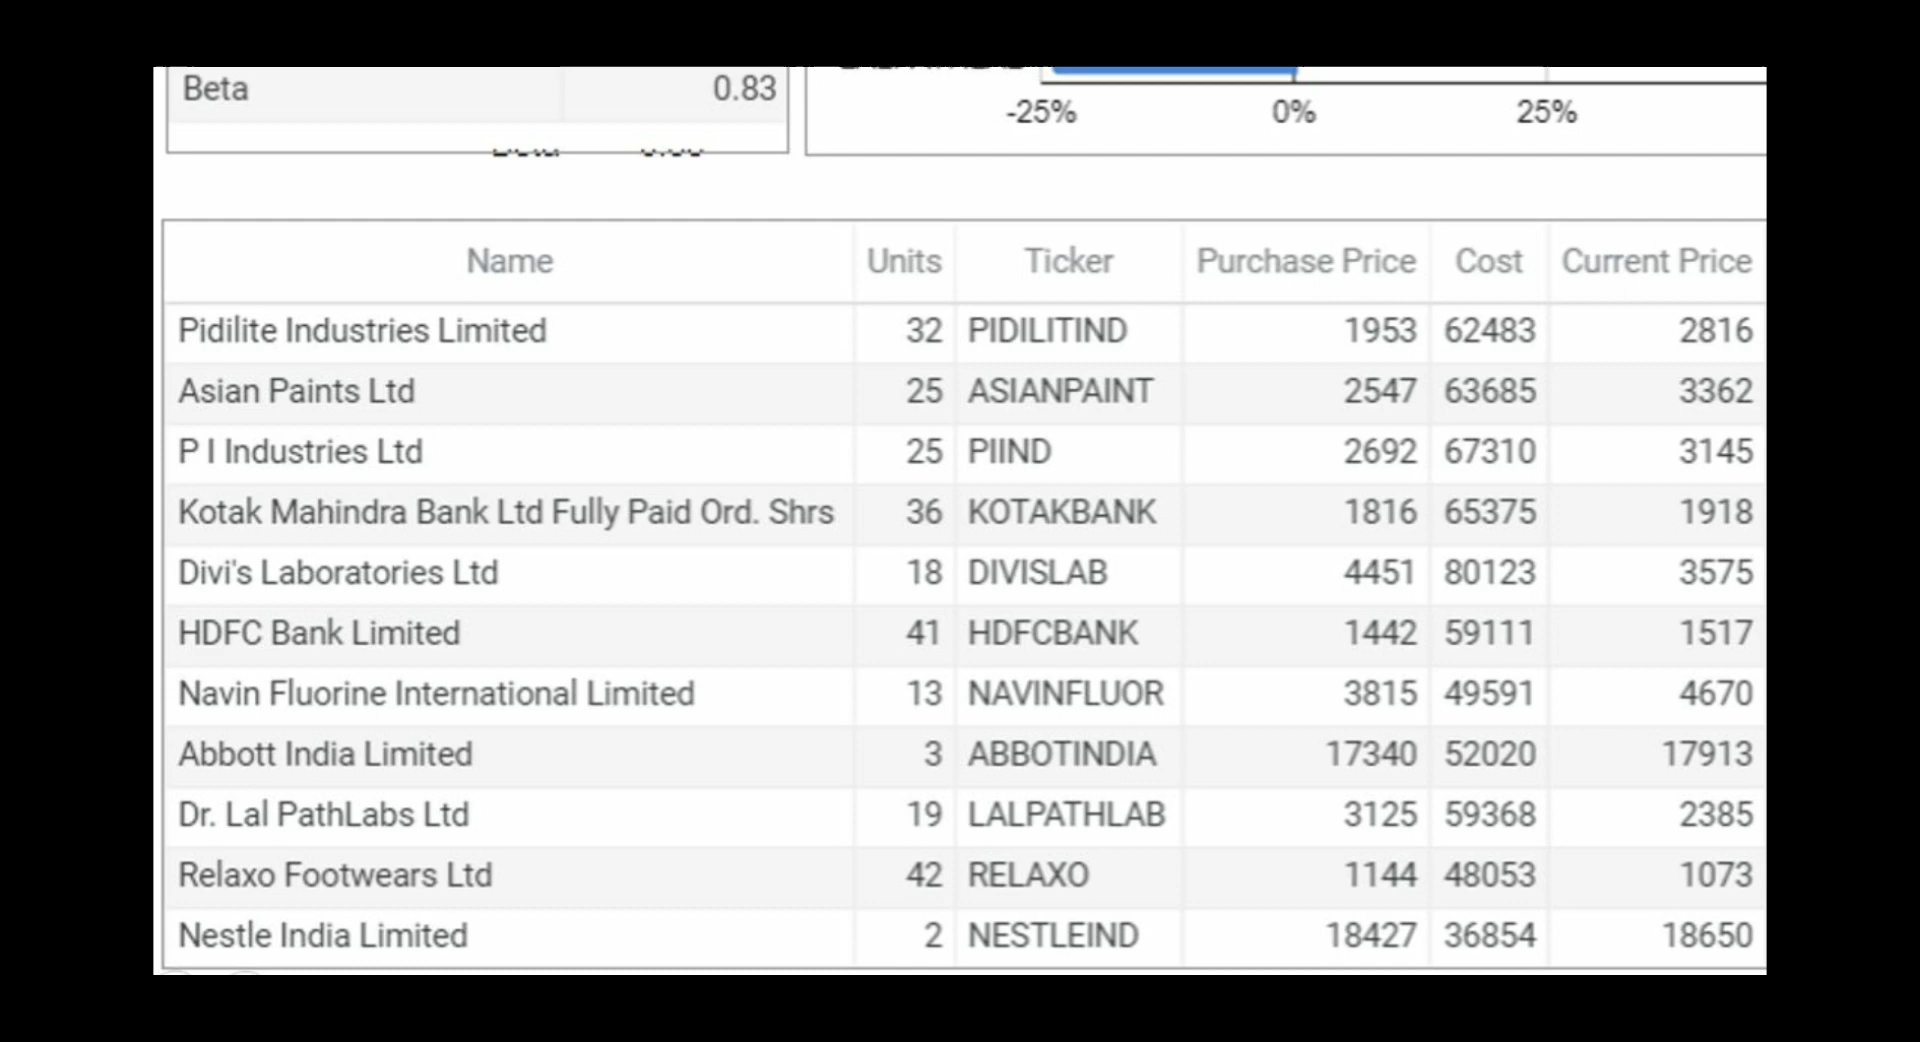 Beta 0.83
-25% 0% 25%
Name Units Ticker Purchase Price Cost Current Price
Pidilite Industries Limited 32 PIDILITIND 1953 62483 2816
Asian Paints Ltd 25 ASIANPAINT 2547 63685 3362
P I Industries Ltd 25 PIIND 2692 67310 3145
Kotak Mahindra Bank Ltd Fully Paid Ord. Shrs 36 KOTAKBANK 1816 65375 1918
Divi's Laboratories Ltd 18 DIVISLAB 4451 80123 3575
HDFC Bank Limited 41 HDFCBANK 1442 59111 1517
Navin Fluorine International Limited 13 NAVINFLUOR 3815 49591 4670
Abbott India Limited 3 ABBOTINDIA 17340 52020 17913
Dr. Lal PathLabs Ltd 19 LALPATHLAB 3125 59368 2385
Relaxo Footwears Ltd 42 RELAXO 1144 48053 1073
Nestle India Limited 2 NESTLEIND 18427 36854 18650